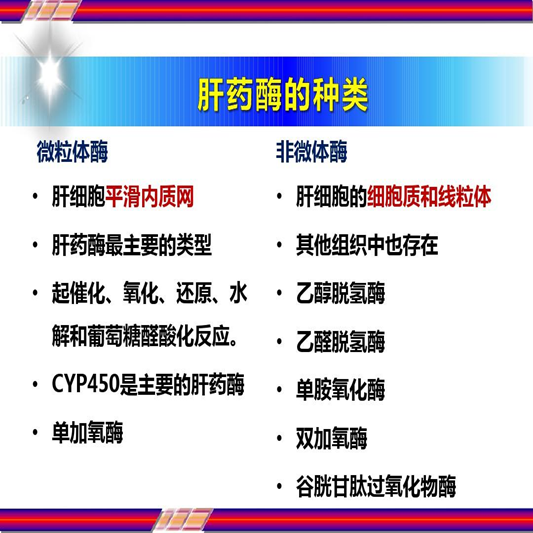 肝药酶的种类
微粒体酶
• 肝细胞平滑内质网
• 肝药酶最主要的类型
• 起催化、氧化、还原、水
解和葡萄糖醛酸化反应。
• CYP450是主要的肝药酶
• 单加氧酶
非微体酶
• 肝细胞的细胞质和线粒体
• 其他组织中也存在
• 乙醇脱氢酶
• 乙醛脱氢酶
• 单胺氧化酶
• 双加氧酶
• 谷胱甘肽过氧化物酶